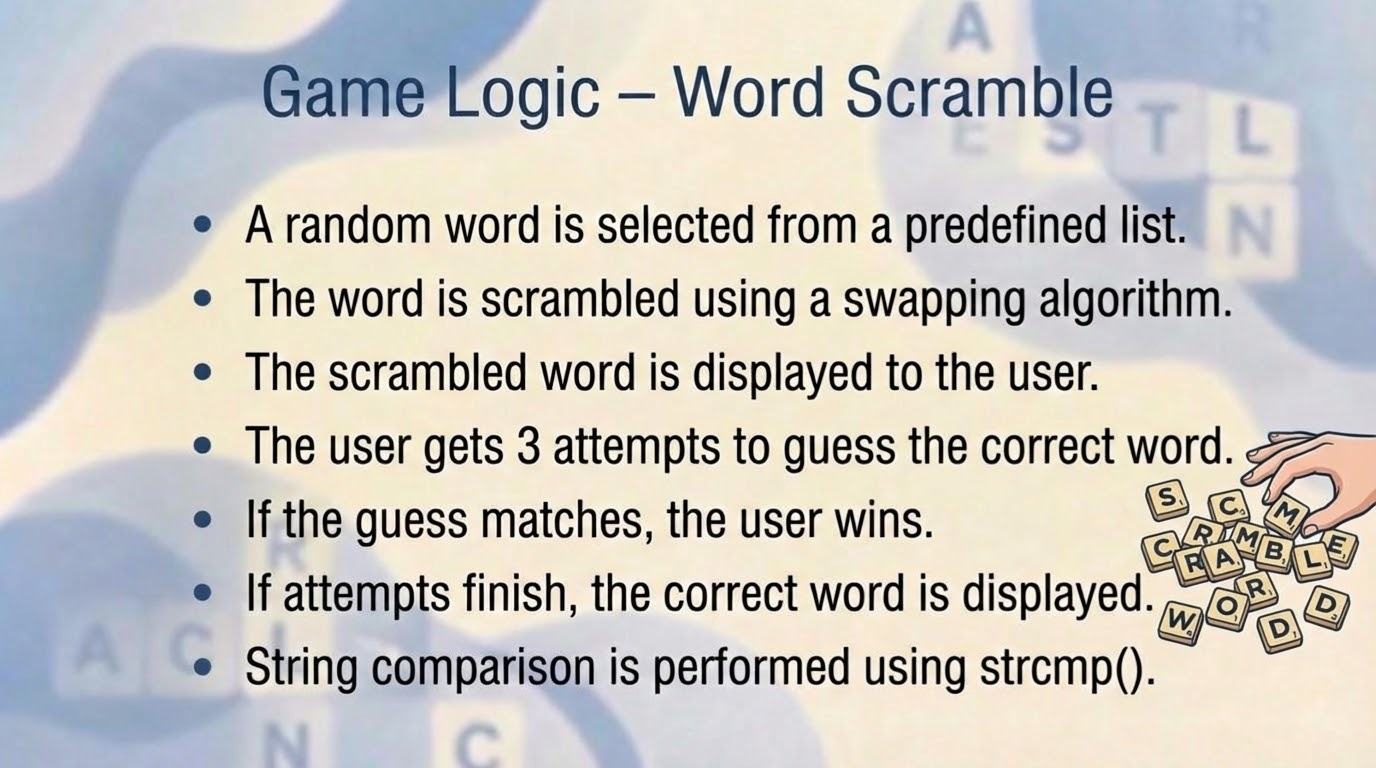 Game Logic – Word Scramble
• A random word is selected from a predefined list.
• The word is scrambled using a swapping algorithm.
• The scrambled word is displayed to the user.
• The user gets 3 attempts to guess the correct word.
• If the guess matches, the user wins.
• If attempts finish, the correct word is displayed.
• String comparison is performed using strcmp().
A R
E S T L
N
S C M
C R A M B L E
R A
W O R D D
R
A C I
N C